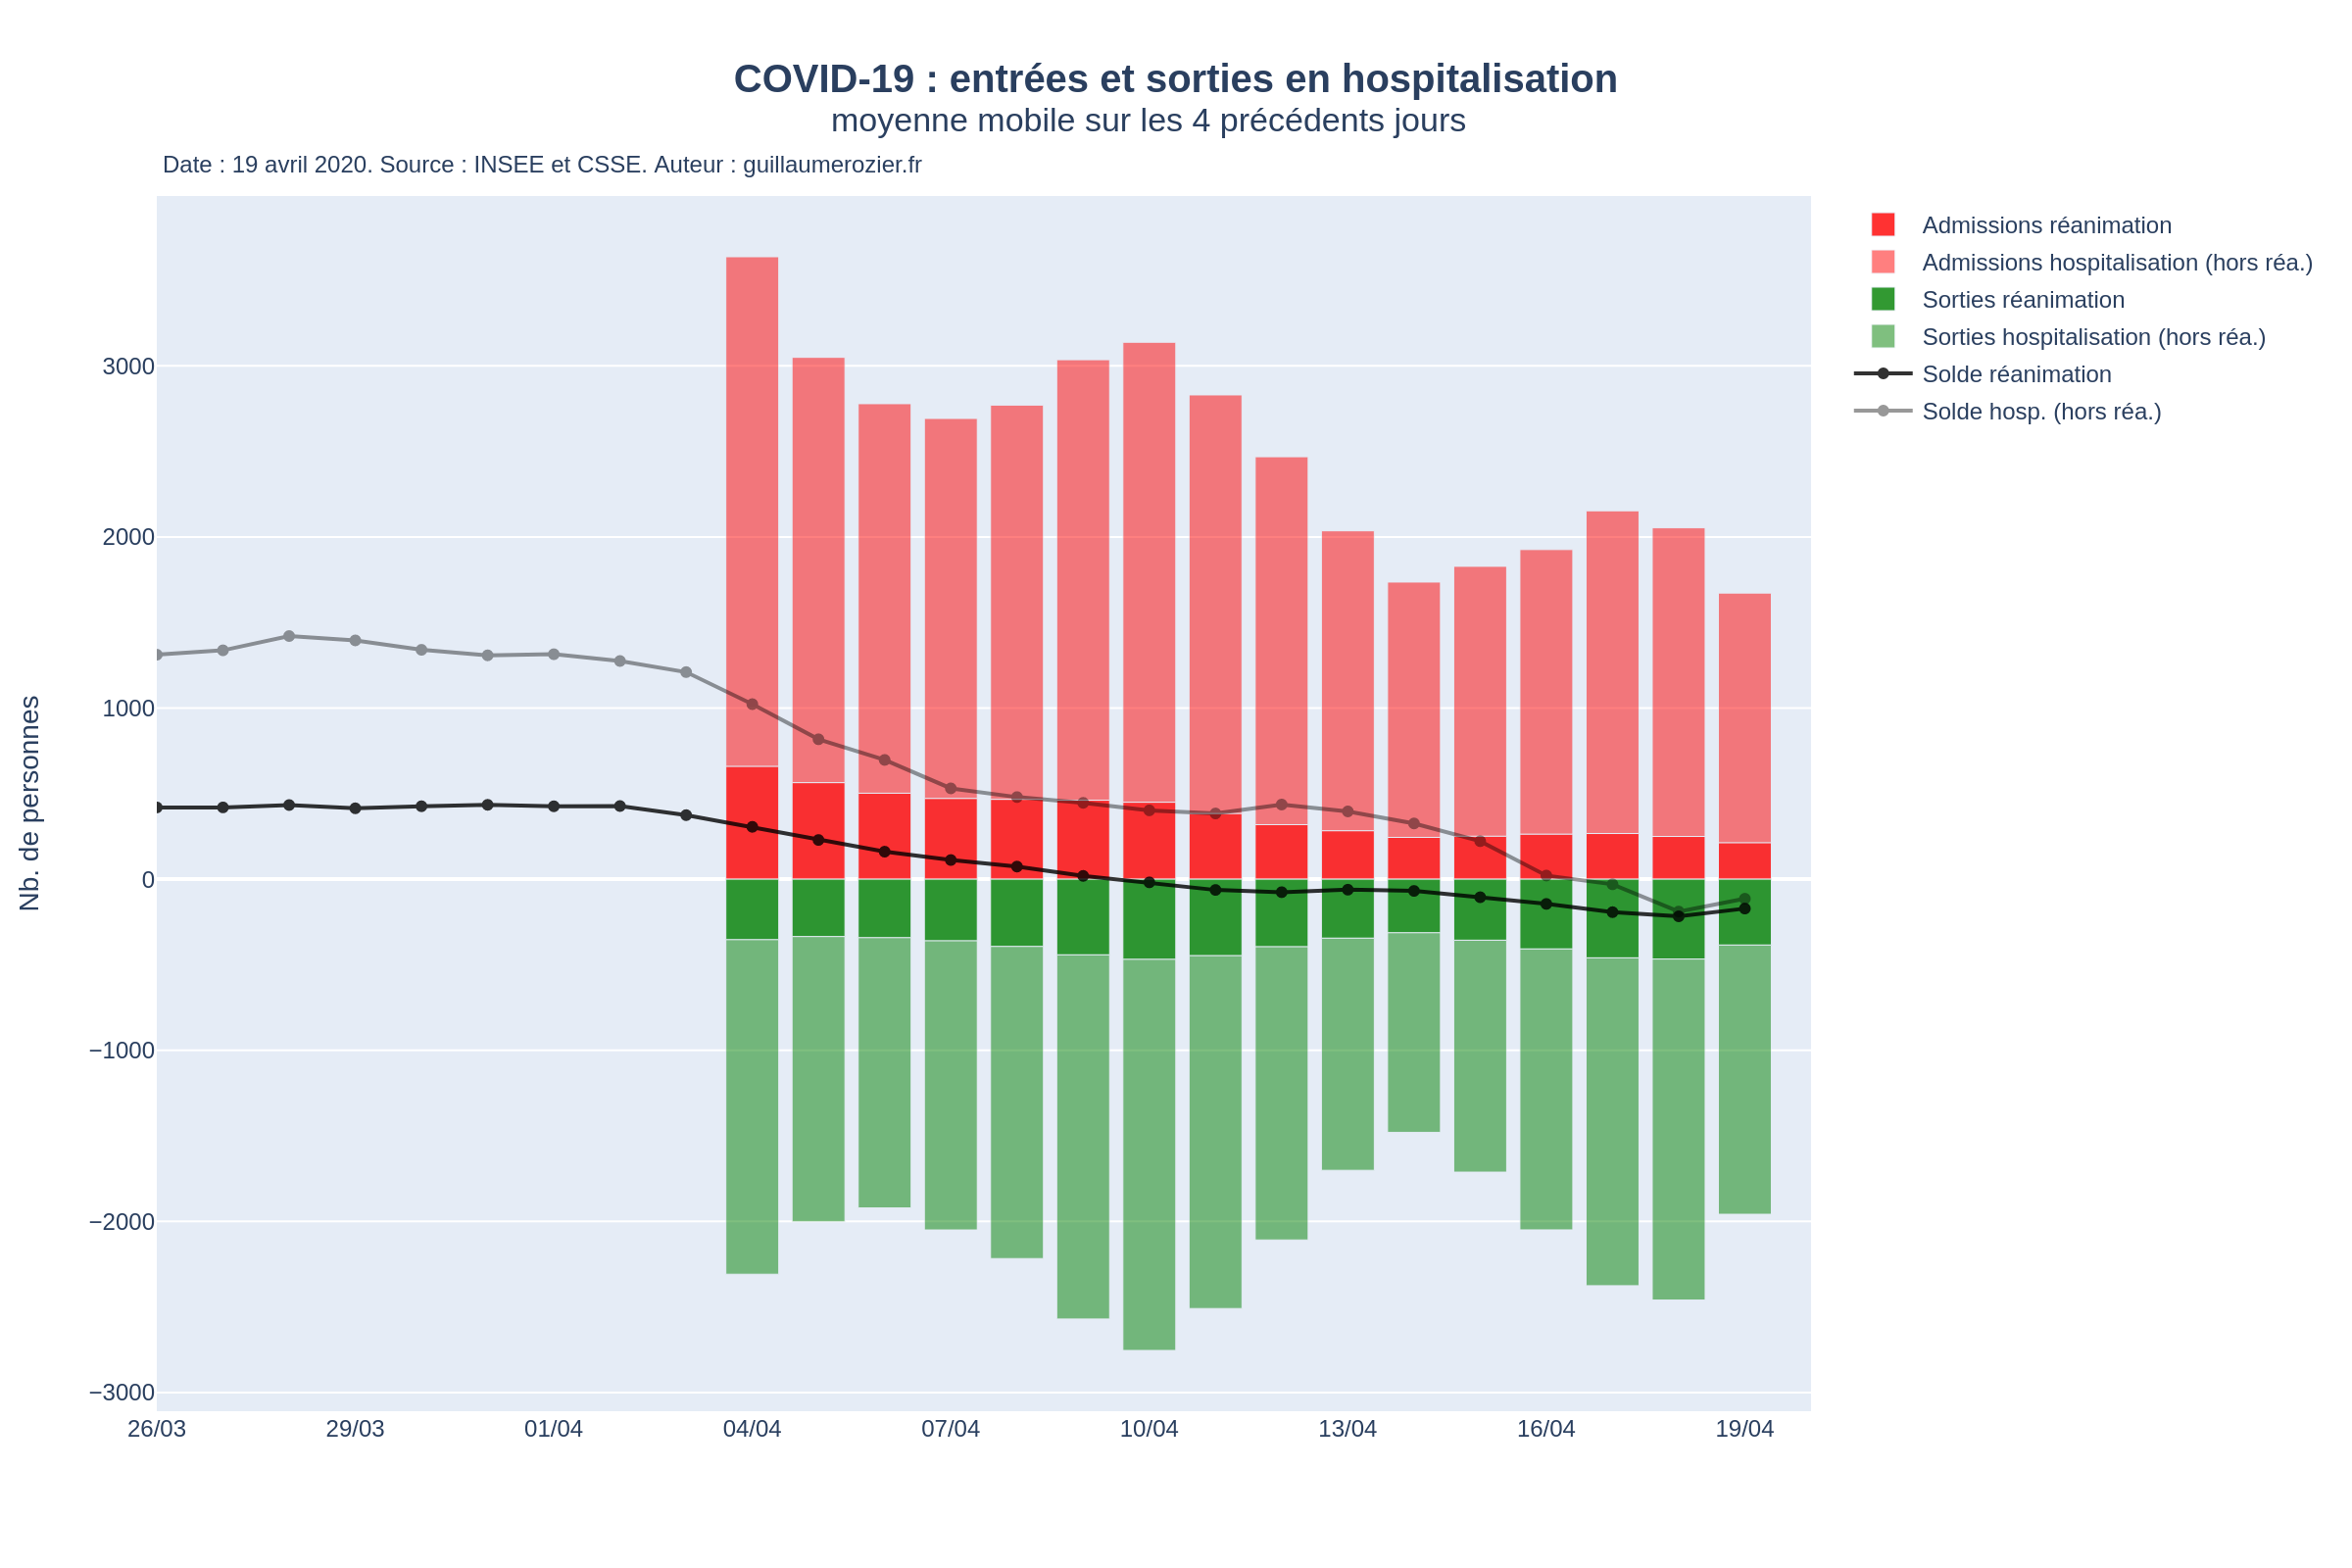 COVID-19 : entrées et sorties en hospitalisation
moyenne mobile sur les 4 précédents jours
Date : 19 avril 2020. Source : INSEE et CSSE. Auteur : guillaumerozier.fr
Admissions réanimation
Admissions hospitalisation (hors réa.)
Sorties réanimation
Sorties hospitalisation (hors réa.)
Solde réanimation
Solde hosp. (hors réa.)
Nb. de personnes
3000
2000
1000
0
−1000
−2000
−3000
26/03 29/03 01/04 04/04 07/04 10/04 13/04 16/04 19/04